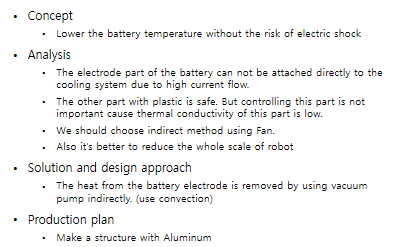 • Concept
• Lower the battery temperature without the risk of electric shock
• Analysis
• The electrode part of the battery can not be attached directly to the
cooling system due to high current flow.
• The other part with plastic is safe. But controlling this part is not
important cause thermal conductivity of this part is low.
• We should choose indirect method using Fan.
• Also it's better to reduce the whole scale of robot
• Solution and design approach
• The heat from the battery electrode is removed by using vacuum
pump indirectly. (use convection)
• Production plan
• Make a structure with Aluminum